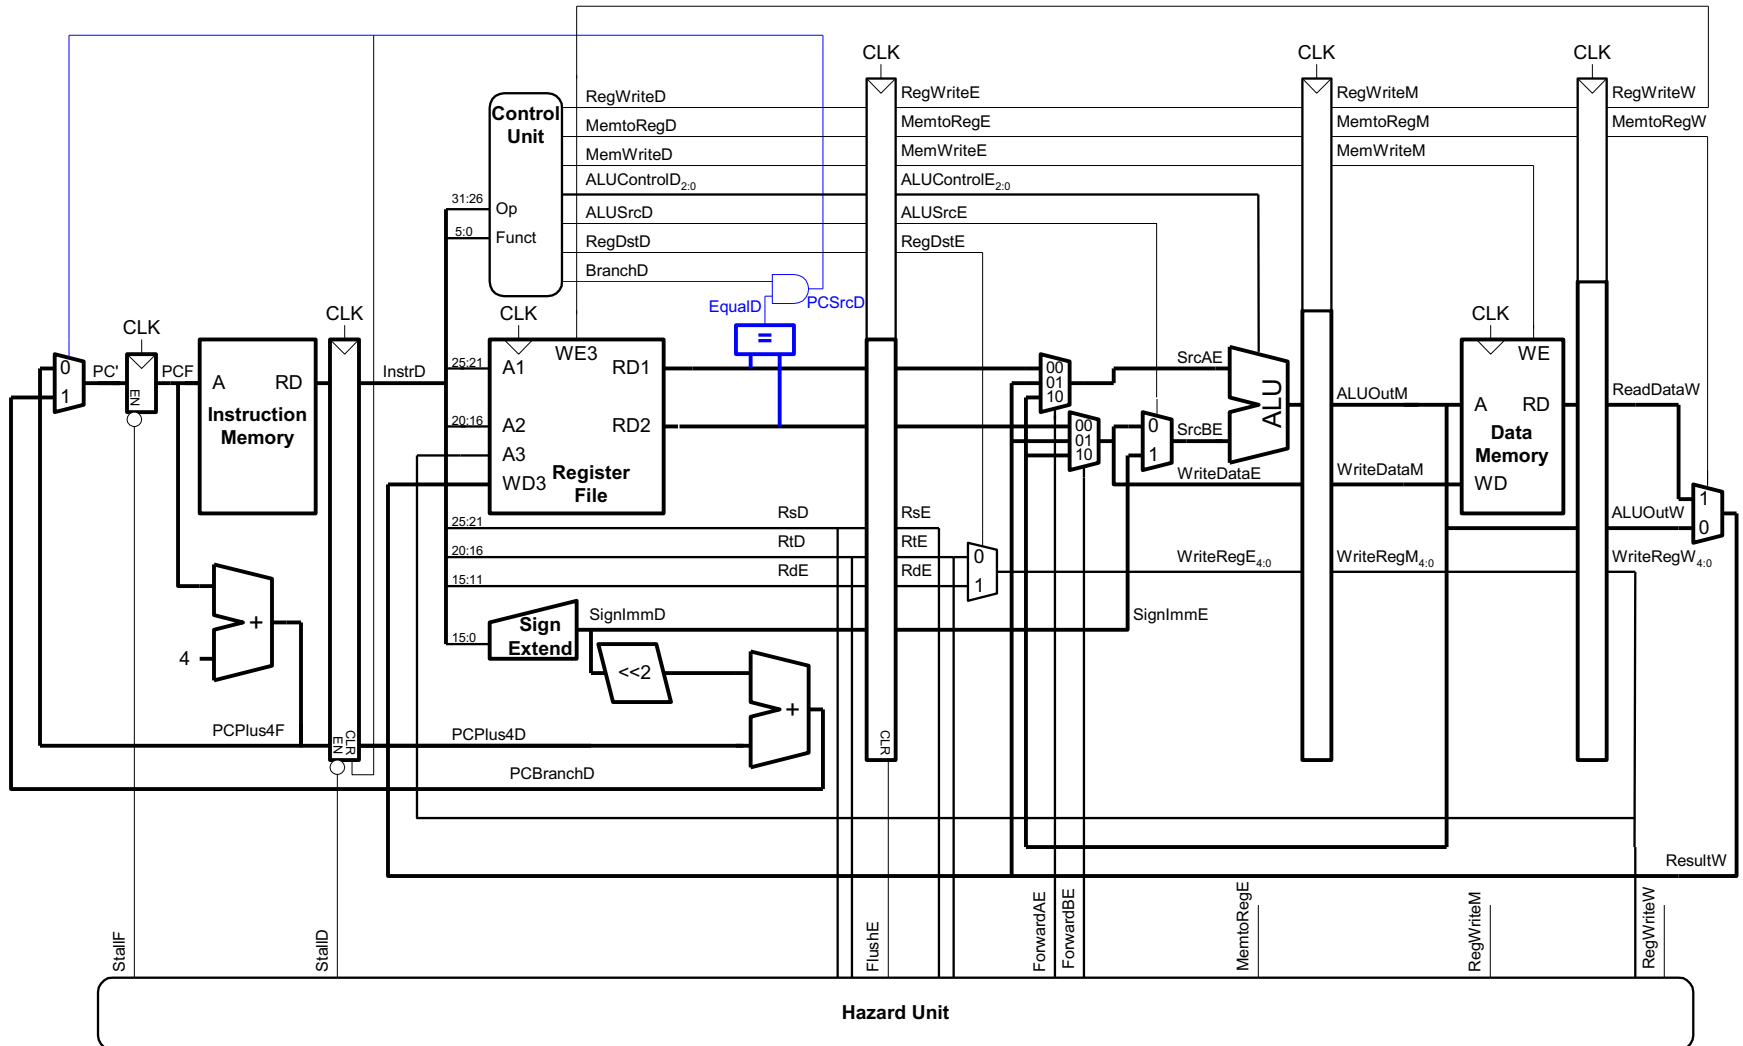 CLK CLK CLK
RegWriteD RegWriteE RegWriteM RegWriteW
Control
Unit
MemtoRegD MemtoRegE MemtoRegM MemtoRegW
MemWriteD MemWriteE MemWriteM
ALUControlD2:0 ALUControlE2:0
31:26 Op
ALUSrcD ALUSrcE
5:0 Funct
RegDstD RegDstE
BranchD
EqualD PCSrcD
CLK CLK CLK CLK
=
0
1
PC'
EN
PCF
A RD
Instruction
Memory
InstrD
25:21 A1
WE3
RD1
20:16 A2
RD2
A3
WD3
Register
File
00
01
10
00
01
10
SrcAE
0
1
SrcBE
ALU
ALUOutM
WE
A RD
Data
Memory
WD
ReadDataW
WriteDataE WriteDataM
1
0
ALUOutW
25:21 RsD RsE
20:16 RtD RtE
15:11 RdE RdE
0
1
WriteRegE4:0 WriteRegM4:0 WriteRegW4:0
SignImmD SignImmE
15:0 Sign
Extend
+
4
<<2
+
PCPlus4F
EN
CLR
PCPlus4D
CLR
PCBranchD
ResultW
StallF
StallD
FlushE
ForwardAE
ForwardBE
MemtoRegE
RegWriteM
RegWriteW
Hazard Unit